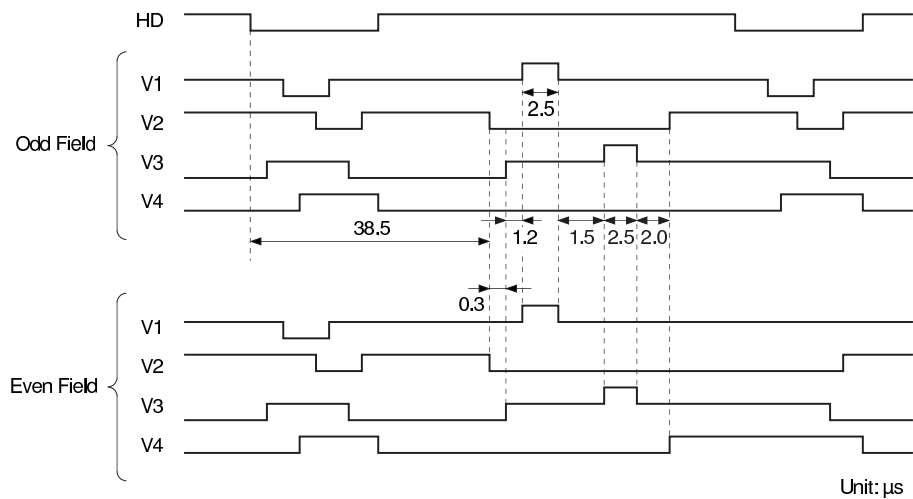 HD
Odd Field
V1
2.5
V2
V3
V4
38.5
1.2
1.5
2.5
2.0
0.3
Even Field
V1
V2
V3
V4
Unit: μs